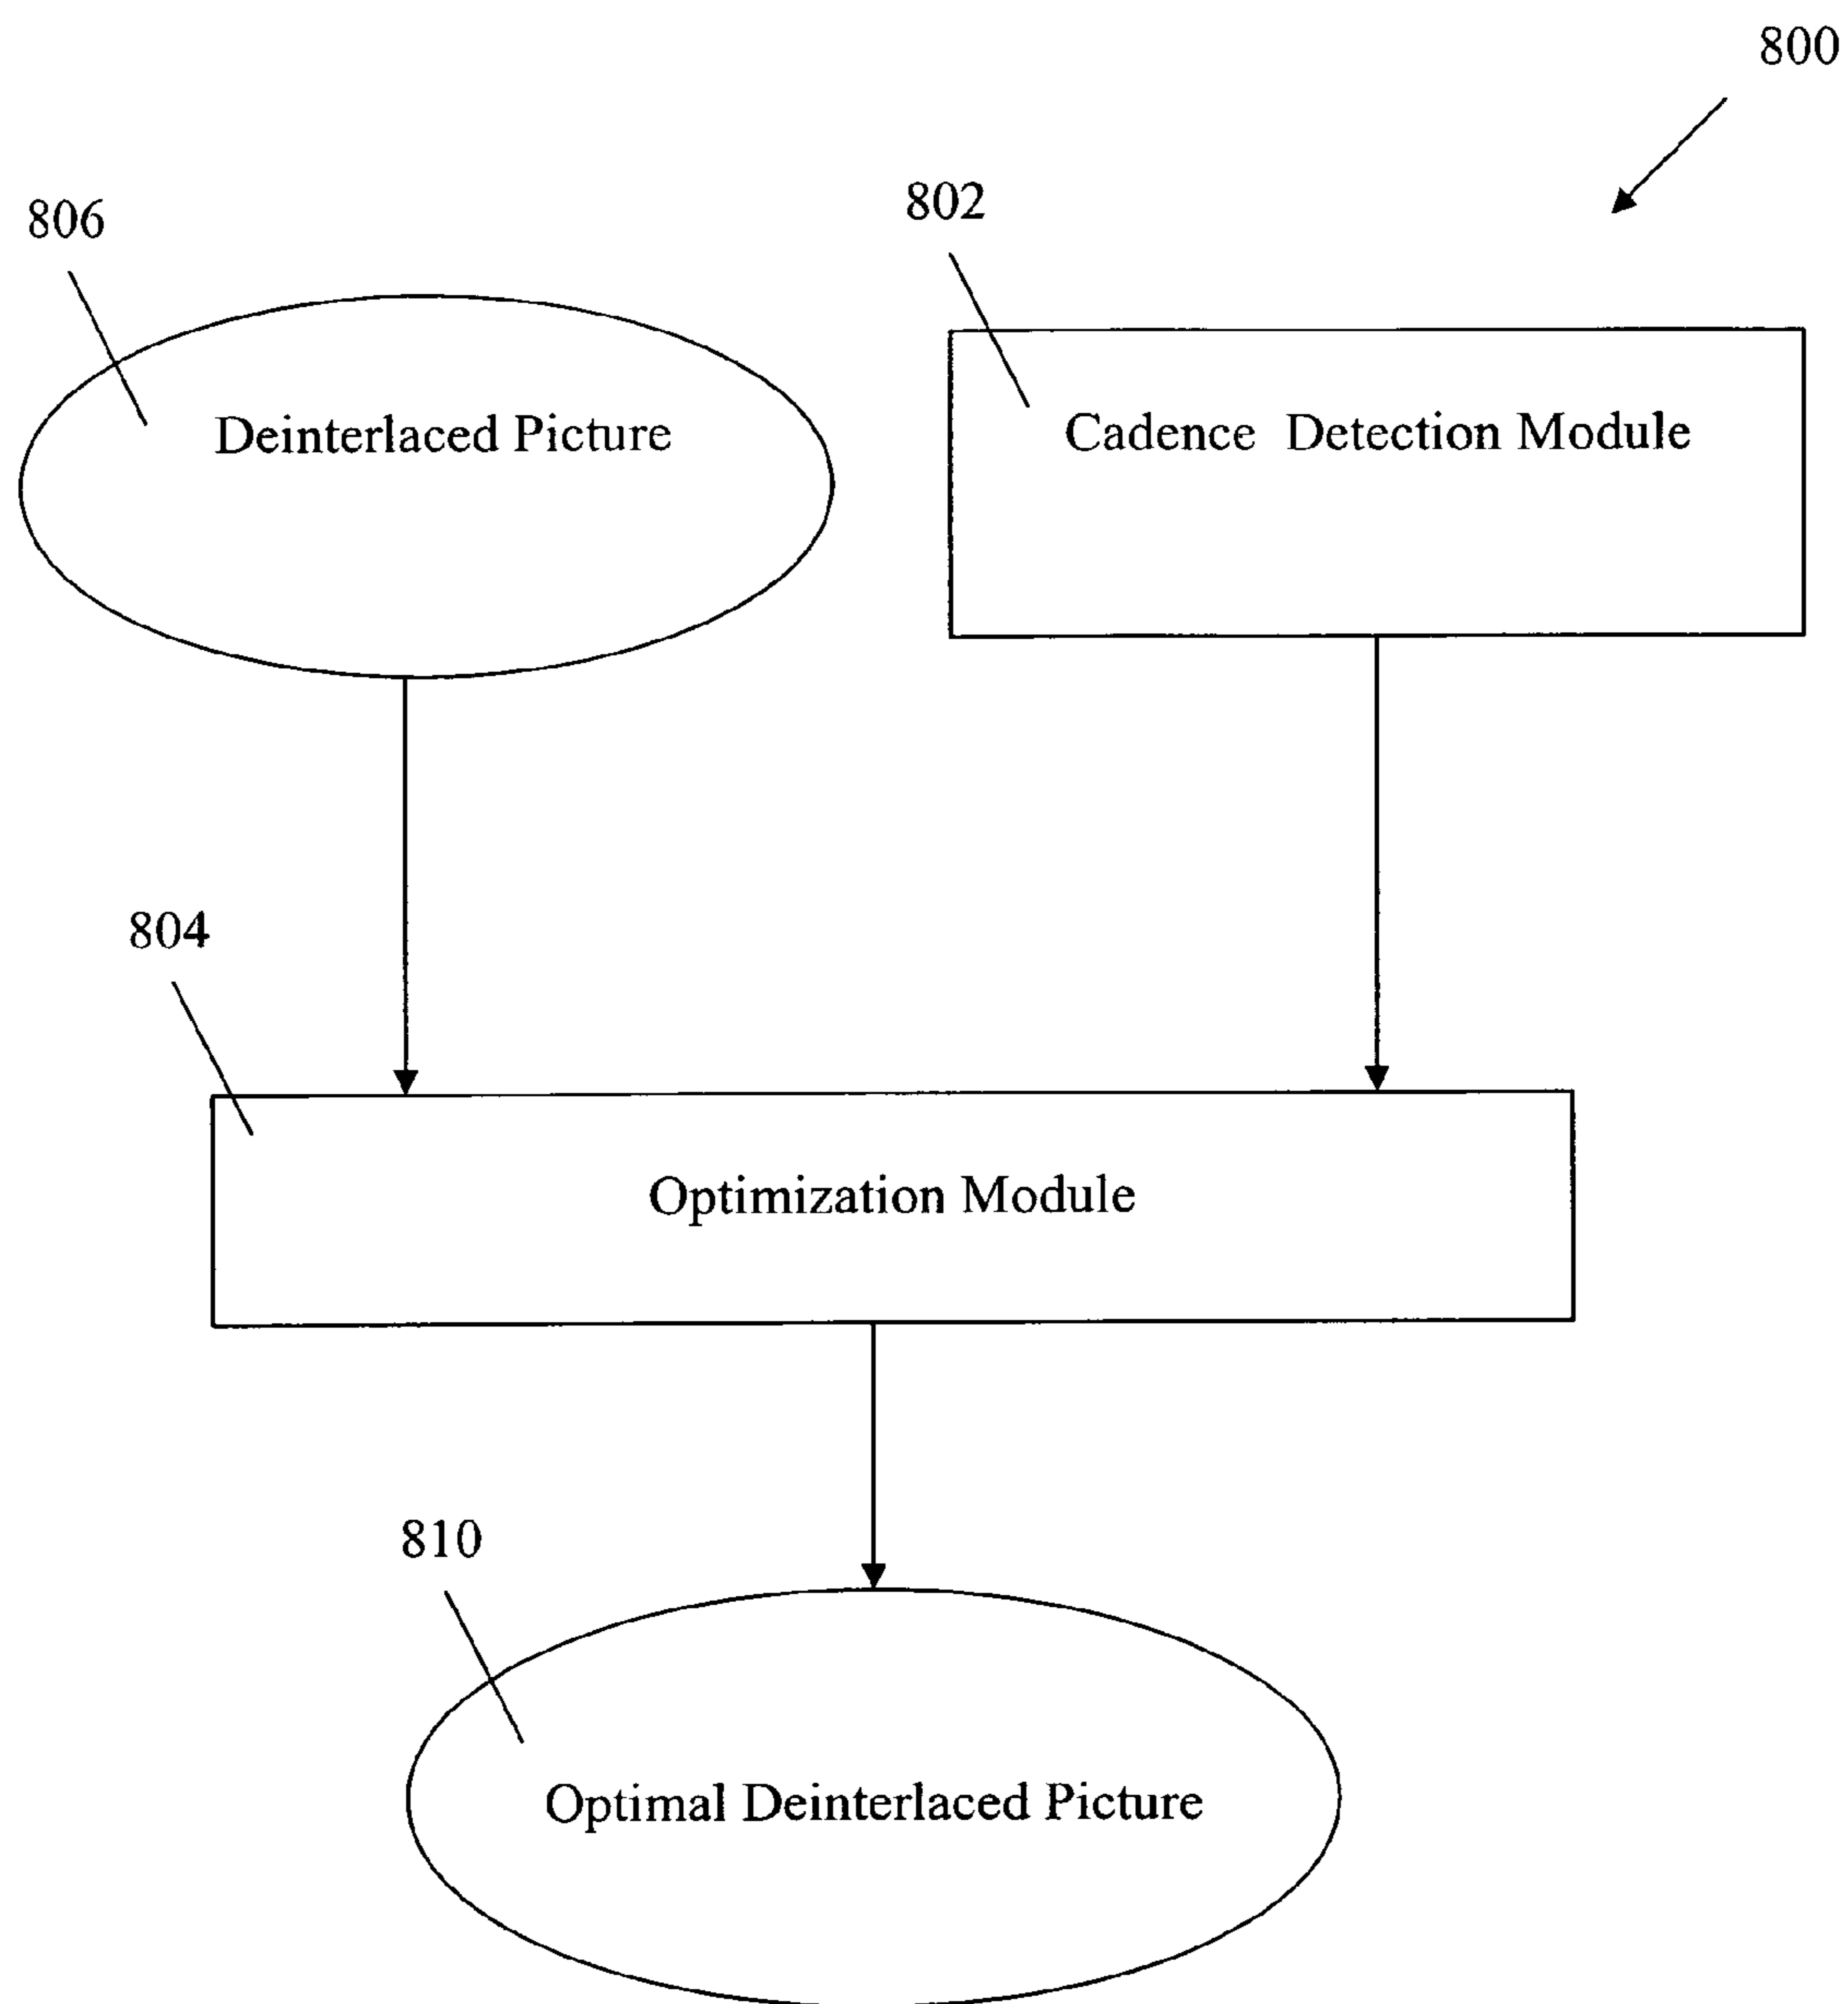 800
806
802
Deinterlaced Picture
Cadence Detection Module
804
Optimization Module
810
Optimal Deinterlaced Picture